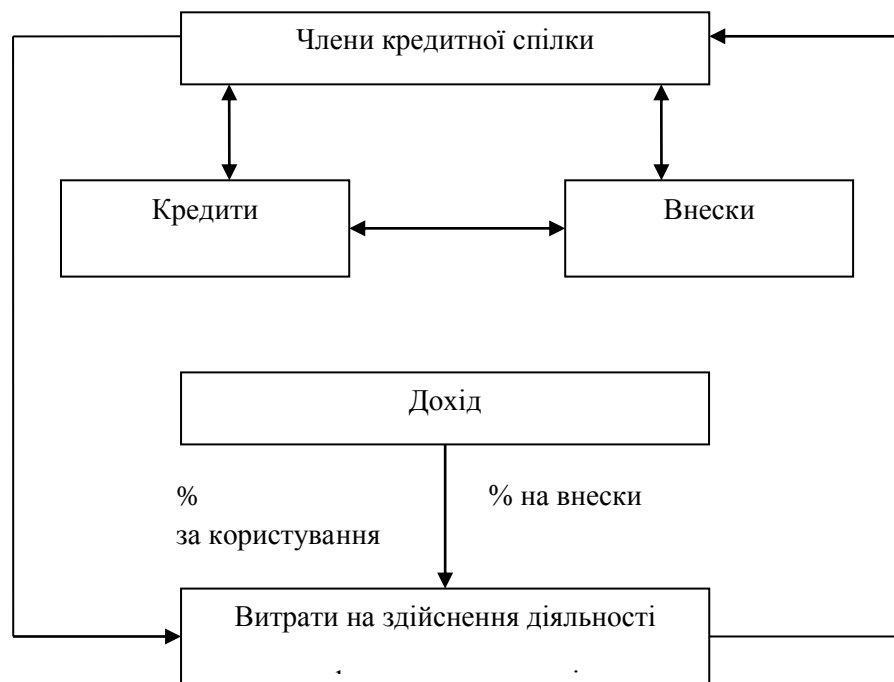 Члени кредитної спілки
Кредити
Внески
Дохід
%
за користування
% на внески
Витрати на здійснення діяльності